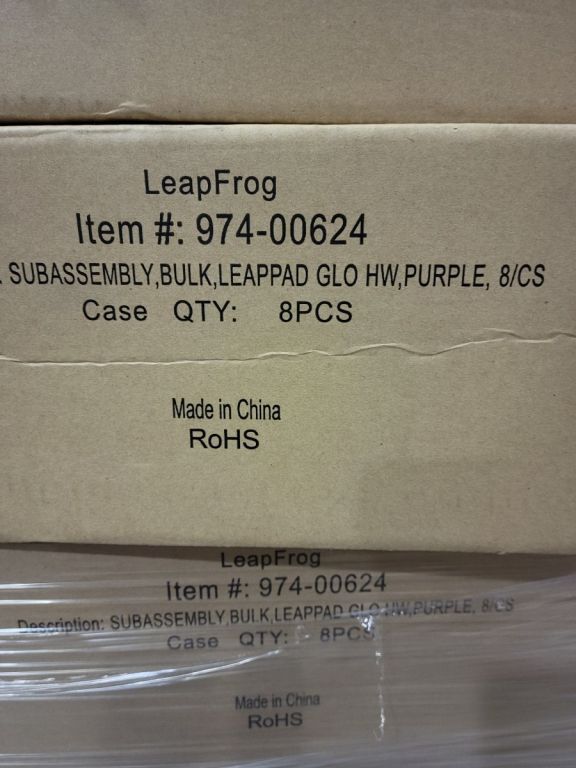 LeapFrog
Item #: 974-00624
. SUBASSEMBLY,BULK,LEAPPAD GLO HW,PURPLE, 8/CS
Case QTY: 8PCS
Made in China
RoHS
LeapFrog
Item #: 974-00624
Description: SUBASSEMBLY,BULK,LEAPPAD GLO HW,PURPLE, 8/CS
Case QTY: 8PCS
Made in China
RoHS